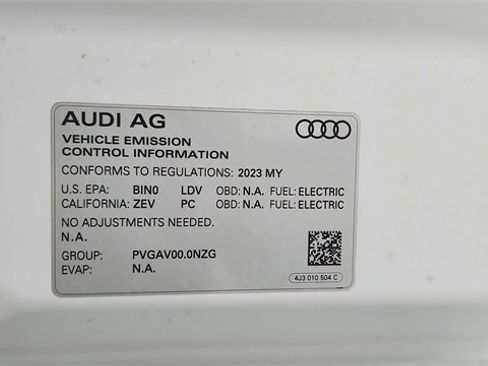 AUDI AG
VEHICLE EMISSION
CONTROL INFORMATION
CONFORMS TO REGULATIONS: 2023 MY
U.S. EPA: BIN0 LDV OBD: N.A. FUEL: ELECTRIC
CALIFORNIA: ZEV PC OBD: N.A. FUEL: ELECTRIC
NO ADJUSTMENTS NEEDED.
N.A.
GROUP: PVGAV00.0NZG
EVAP: N.A.
4J3 010 504 C